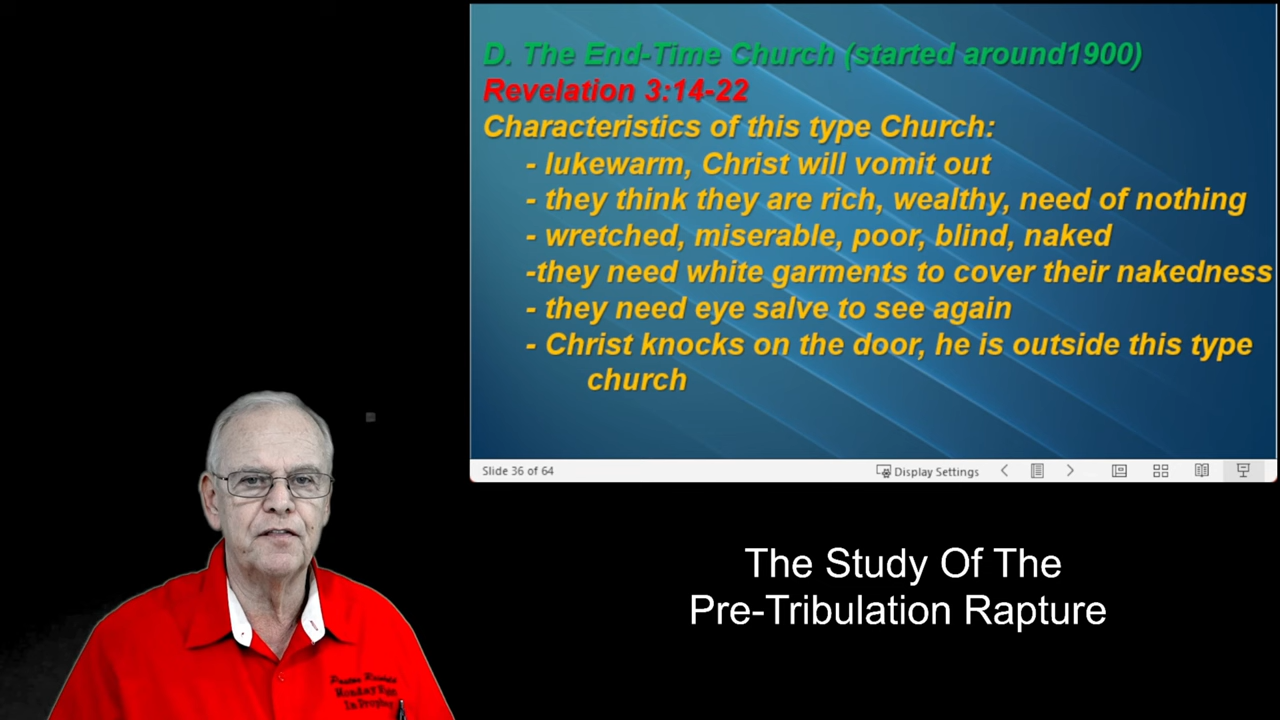 D. The End-Time Church (started around1900)
Revelation 3:14-22
Characteristics of this type Church:
- lukewarm, Christ will vomit out
- they think they are rich, wealthy, need of nothing
- wretched, miserable, poor, blind, naked
-they need white garments to cover their nakedness
- they need eye salve to see again
- Christ knocks on the door, he is outside this type
church
Slide 36 of 64
Display Settings
The Study Of The
Pre-Tribulation Rapture
Monday
In